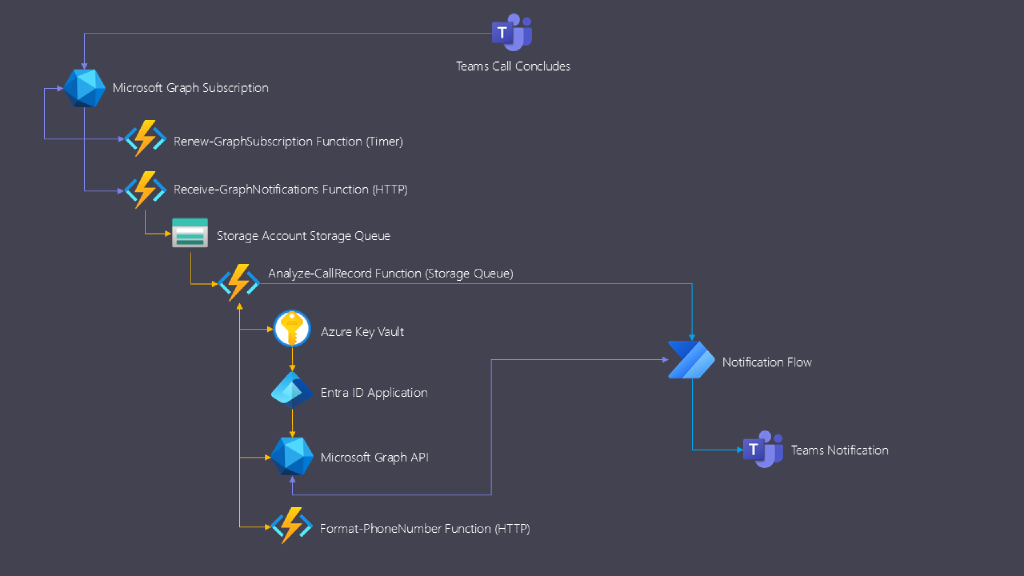 T
Teams Call Concludes
Microsoft Graph Subscription
Renew-GraphSubscription Function (Timer)
Receive-GraphNotifications Function (HTTP)
Storage Account Storage Queue
Analyze-CallRecord Function (Storage Queue)
Azure Key Vault
Notification Flow
Entra ID Application
T
Teams Notification
Microsoft Graph API
Format-PhoneNumber Function (HTTP)